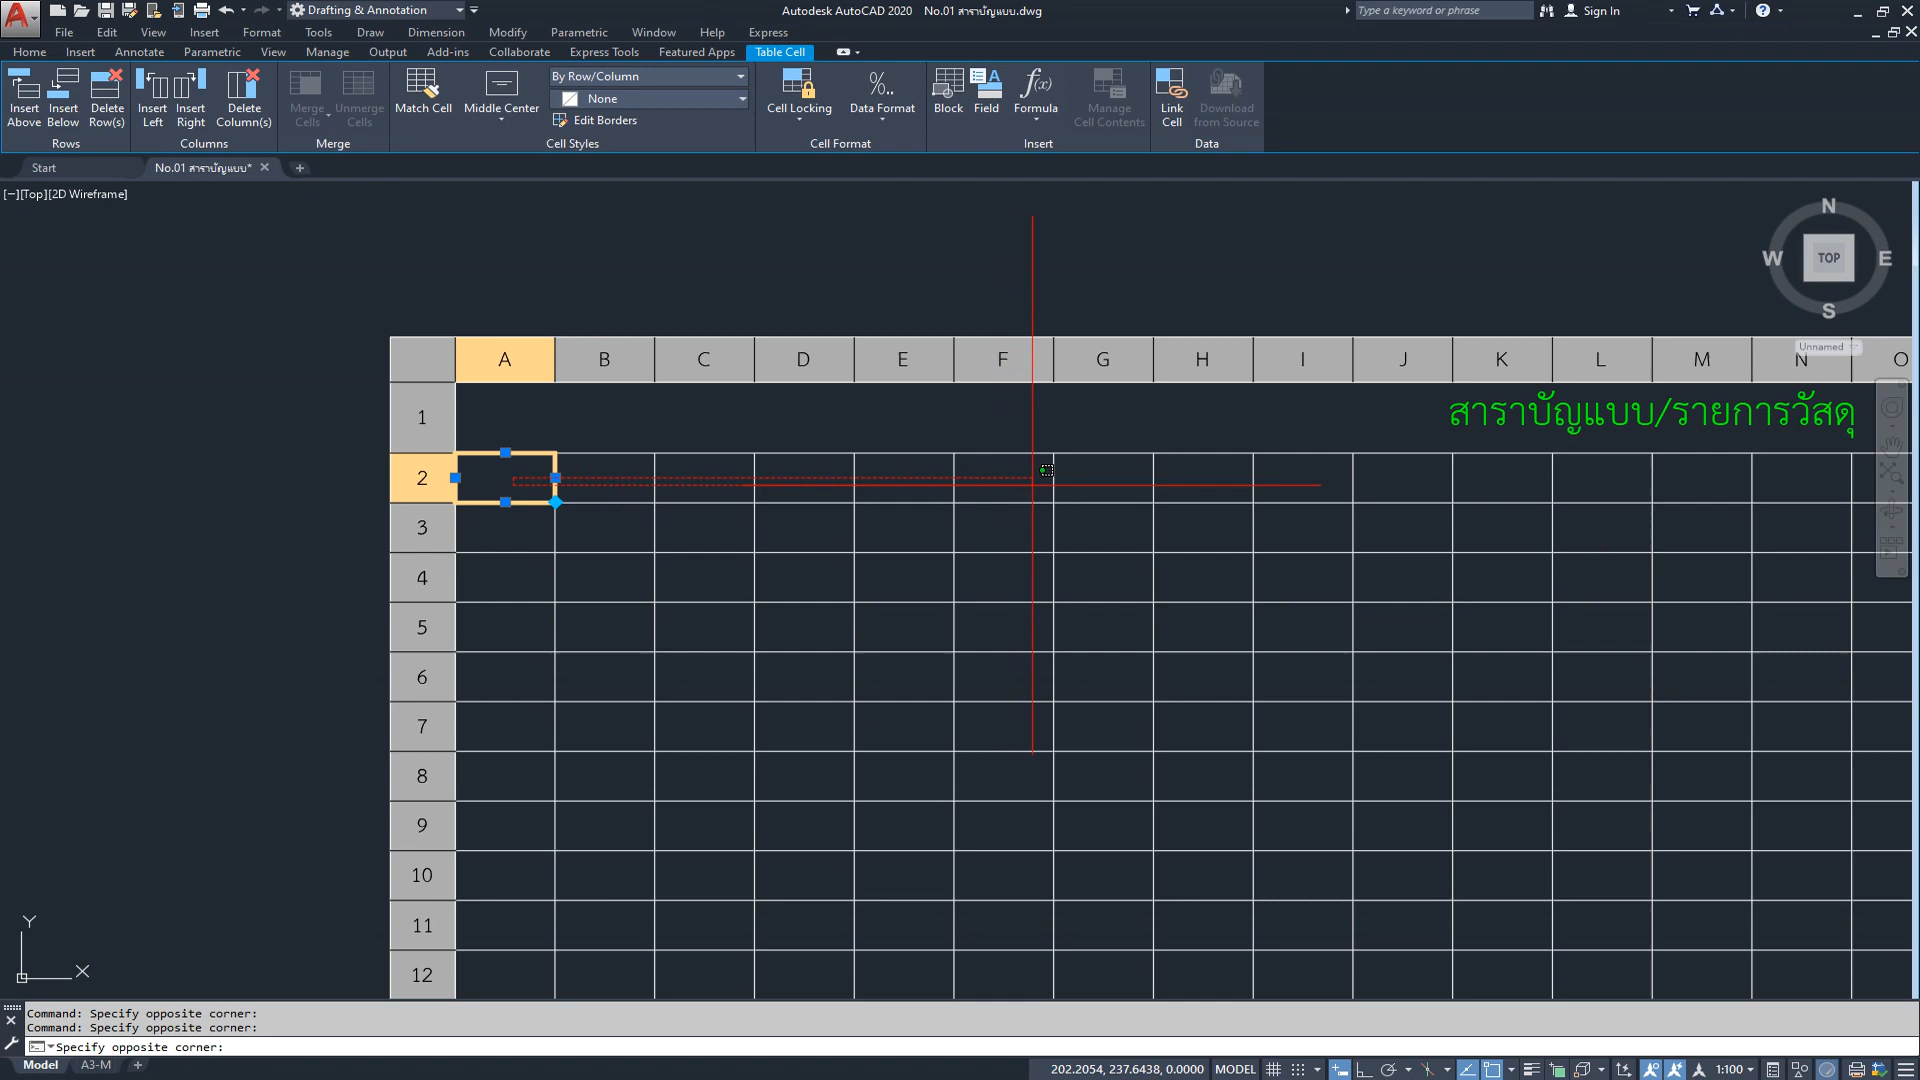 Drafting & Annotation
Autodesk AutoCAD 2020 No.01 สารบัญแบบ.dwg
Type a keyword or phrase
Sign In
File Edit View Insert Format Tools Draw Dimension Modify Parametric Window Help Express
Home Insert Annotate Parametric View Manage Output Add-ins Collaborate Express Tools Featured Apps Table Cell
Insert Above
Insert Below
Delete Row(s)
Insert Left
Insert Right
Delete Column(s)
Merge Cells
Unmerge Cells
Match Cell
Middle Center
By Row/Column
None
Edit Borders
Cell Locking
Data Format
Block
Field
Formula
Manage Cell Contents
Link Cell
Download from Source
Rows Columns Merge Cell Styles Cell Format Insert Data
Start No.01 สาราบัญแบบ*
[−][Top][2D Wireframe]
N
W TOP E
S
Unnamed
A B C D E F G H I J K L M N O
1 สาราบัญแบบ/รายการวัสดุ
2
3
4
5
6
7
8
9
10
11
12
Y
X
Command: Specify opposite corner:
Command: Specify opposite corner:
Specify opposite corner:
Model A3-M
202.2054, 237.6438, 0.0000 MODEL 1:100